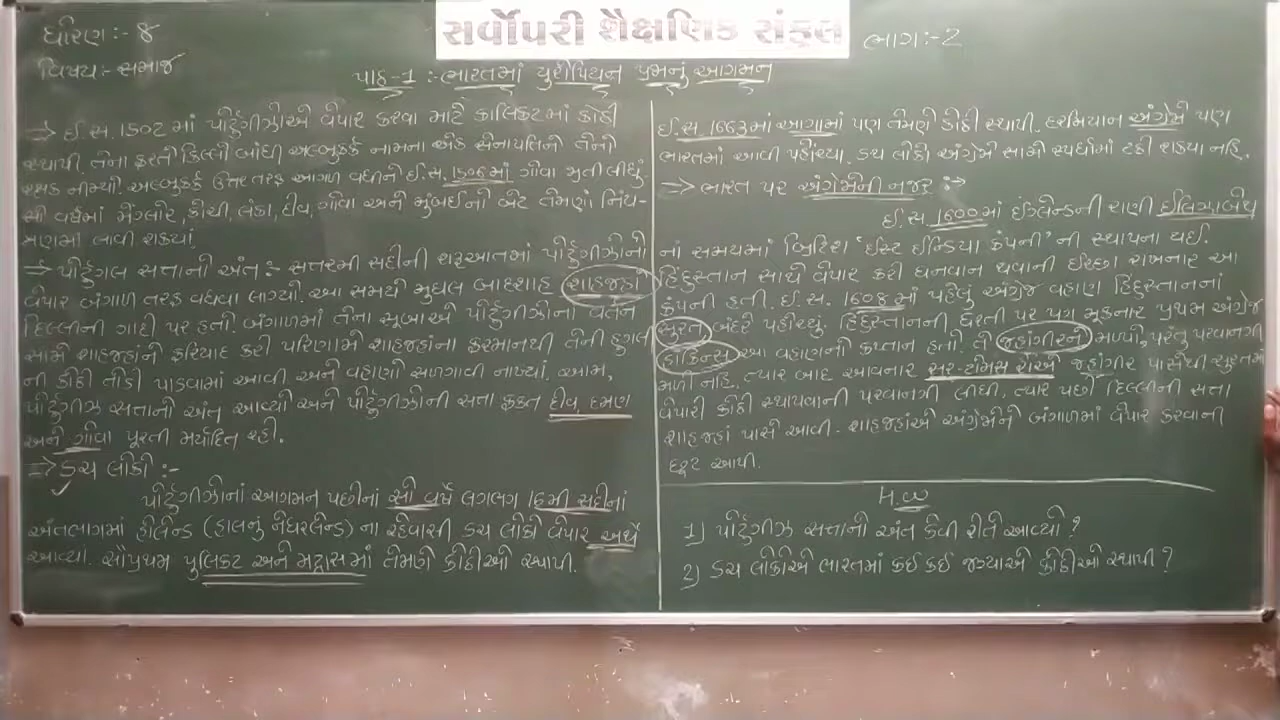 સર્વોપરી શૈક્ષણિક સંકુલ
ધોરણ:- ૪
ભાગ:-2
વિષય:- સમાજ
પાઠ-1 :- ભારતમાં યુરોપિયન પ્રજાનું આગમન
⇒ ઈ.સ. 1502 માં પોર્ટુગીઝોએ વેપાર કરવા માટે કાલિકટમાં કોઠી
સ્થાપી. તેના ફરતી કિલ્લો બાંધી અલ્બુકર્ક નામના એક સેનાપતિને તેનો
રક્ષક નીમ્યો. અલ્બુકર્ક ઉત્તર તરફ આગળ વધીને ઈ.સ. માં ગોવા જીતી લીધું.
સો વર્ષમાં મેંગ્લોર, કોચી, લંકા, દીવ, ગોવા અને મુંબઈનો બેટ તેમણે નિયં-
ત્રણમાં લાવી શક્યાં.
⇒ પોર્ટુગલ સત્તાનો અંત :- સત્તરમી સદીની શરૂઆતમાં પોર્ટુગીઝોનો
વેપાર બંગાળ તરફ વધવા લાગ્યો. આ સમયે મુઘલ બાદશાહ શાહજહાં
દિલ્લીની ગાદી પર હતો. બંગાળમાં તેના સૂબાએ પોર્ટુગીઝોના વર્તન
સામે શાહજહાંને ફરિયાદ કરી પરિણામે શાહજહાંના ફરમાનથી તેની હુગલી
ની કોઠી તોડી પાડવામાં આવી. અને વહાણો સળગાવી નાખ્યાં. આમ,
પોર્ટુગીઝ સત્તાનો અંત આવ્યો અને પોર્ટુગીઝોની સત્તા ફક્ત દીવ, દમણ
અને ગોવા પૂરતી મર્યાદિત રહી.
⇒ ડચ લોકો :-
પોર્ટુગીઝોનાં આગમન પછીનાં સો વર્ષે લગભગ 16મી સદીનાં
અંતભાગમાં હોલેન્ડ (હાલનું નેધરલેન્ડ) ના રહેવાસી ડચ લોકો વેપાર અર્થે
આવ્યા. સૌપ્રથમ પુલિકટ અને મદ્રાસમાં તેમણે કોઠીઓ સ્થાપી.
ઈ.સ. 1663માં આગ્રામાં પણ તેમણે કોઠી સ્થાપી. દરમિયાન અંગ્રેજો પણ
ભારતમાં આવી પહોંચ્યા. ડચ લોકો અંગ્રેજો સામે સ્પર્ધામાં ટકી શક્યા નહિ.
⇒ ભારત પર અંગ્રેજોની નજર :-
ઈ.સ 1600માં ઇંગ્લેન્ડની રાણી ઈલિઝાબેથ
નાં સમયમાં બ્રિટિશ 'ઈસ્ટ ઈન્ડિયા કંપની' ની સ્થાપના થઈ.
હિંદુસ્તાન સાથે વેપાર કરી ધનવાન થવાની ઈચ્છા રાખનાર આ
કંપની હતી. ઈ.સ. 1608માં પહેલું અંગ્રેજ વહાણ હિંદુસ્તાનનાં
સુરત બંદરે પહોંચ્યું. હિંદુસ્તાનની ધરતી પર પગ મૂકનાર પ્રથમ અંગ્રેજ
હોકિન્સ આ વહાણનો કપ્તાન હતો. તે જહાંગીરને મળ્યો, પરંતુ પરવાનગી
મળી નહિ. ત્યાર બાદ આવનાર સર-ટોમસ રોએ જહાંગીર પાસેથી સુરતમાં
વેપારી કોઠી સ્થાપવાની પરવાનગી લીધી, ત્યાર પછી દિલ્લીની સત્તા
શાહજહાં પાસે આવી. શાહજહાંએ અંગ્રેજોને બંગાળમાં વેપાર કરવાની
છૂટ આપી.
H.W
1) પોર્ટુગીઝ સત્તાનો અંત કેવી રીતે આવ્યો ?
2) ડચ લોકોએ ભારતમાં કઈ કઈ જગ્યાએ કોઠીઓ સ્થાપી ?